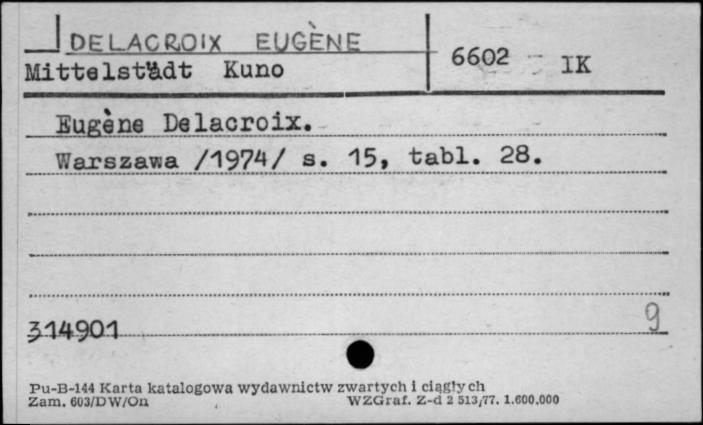 DELACROIX EUGÈNE
Mittelstädt Kuno
6602 IK
Eugène Delacroix.
Warszawa /1974/ s. 15, tabl. 28.
314901
9
Pu-B-144 Karta katalogowa wydawnictw zwartych i ciągłych
Zam. 603/DW/On WZGraf. Z-d 2 513/77. 1.600.000